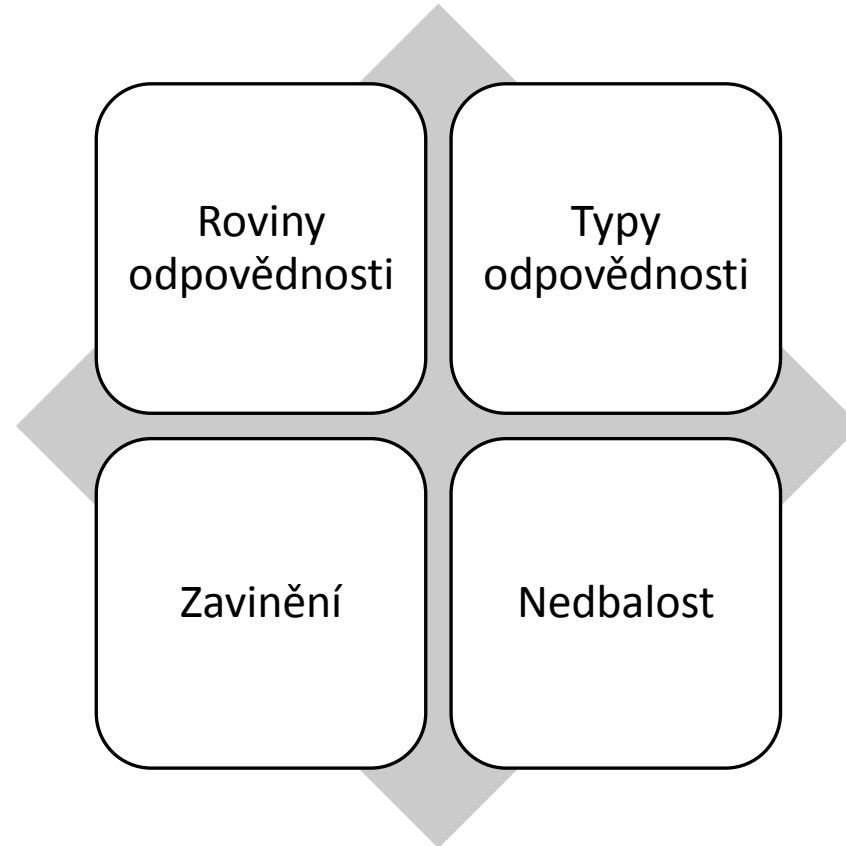 Roviny
odpovědnosti
Typy
odpovědnosti
Zavinění
Nedbalost